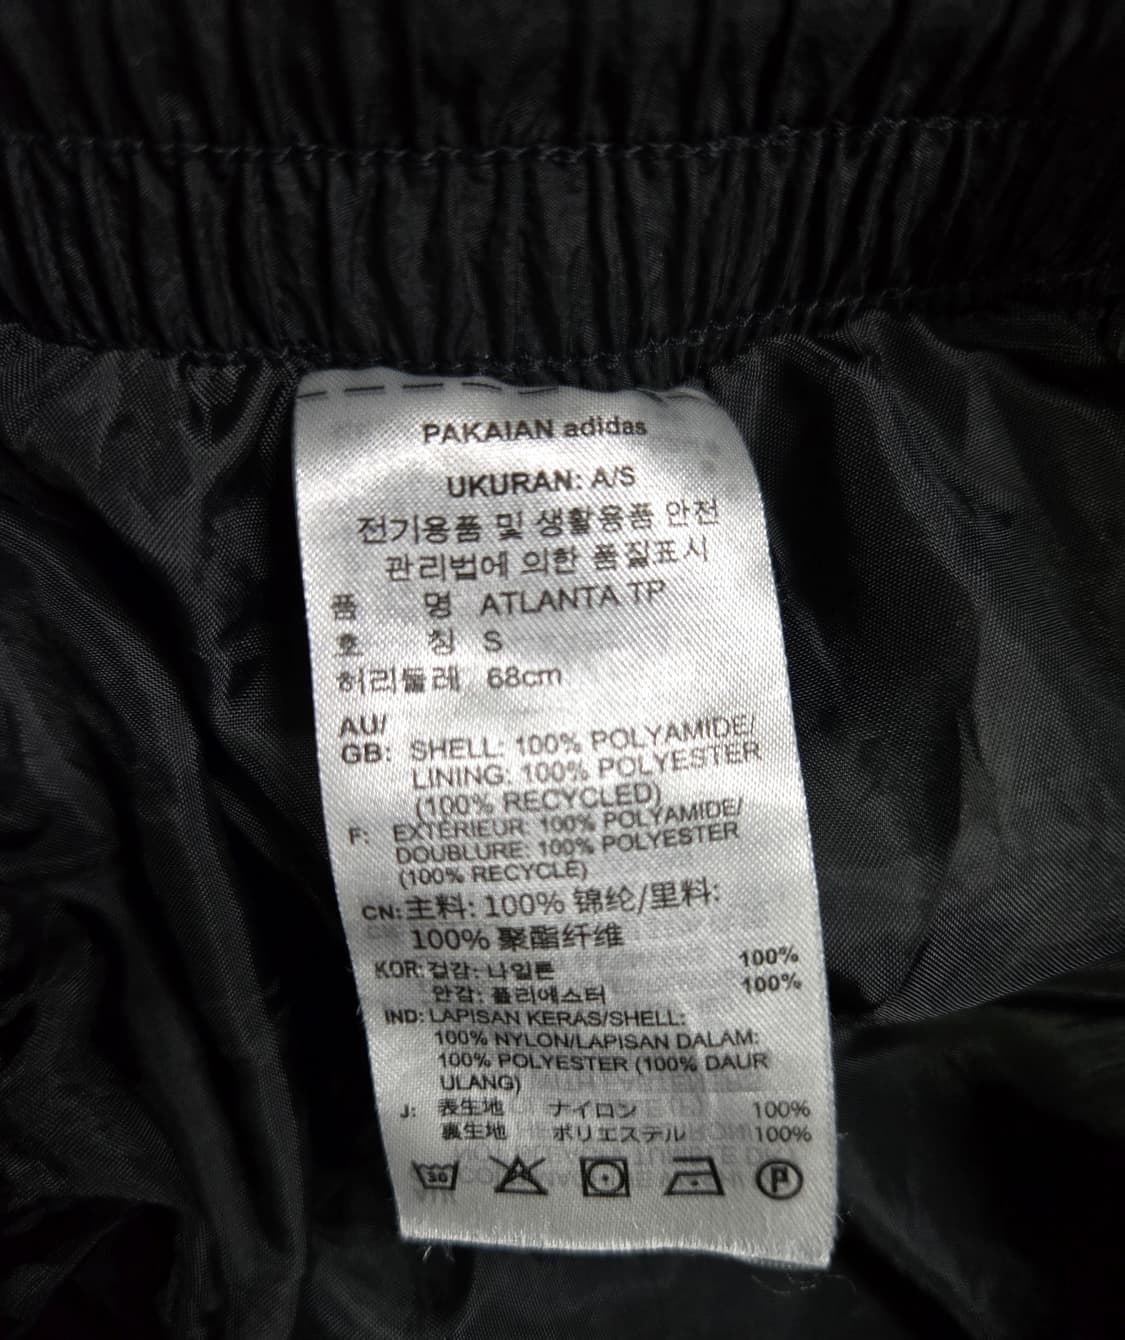 PAKAIAN adidas
UKURAN: A/S
전기용품 및 생활용품 안전
관리법에 의한 품질표시
품 명 ATLANTA TP
호 칭 S
허리둘레 68cm
AU/
GB: SHELL: 100% POLYAMIDE/
LINING: 100% POLYESTER
(100% RECYCLED)
F: EXTÉRIEUR: 100% POLYAMIDE/
DOUBLURE: 100% POLYESTER
(100% RECYCLÉ)
CN: 主料: 100% 锦纶/里料:
100% 聚酯纤维
KOR: 겉감: 나일론 100%
안감: 폴리에스터 100%
IND: LAPISAN KERAS/SHELL:
100% NYLON/LAPISAN DALAM:
100% POLYESTER (100% DAUR
ULANG)
J: 表生地 ナイロン 100%
裏生地 ポリエステル 100%
30 P